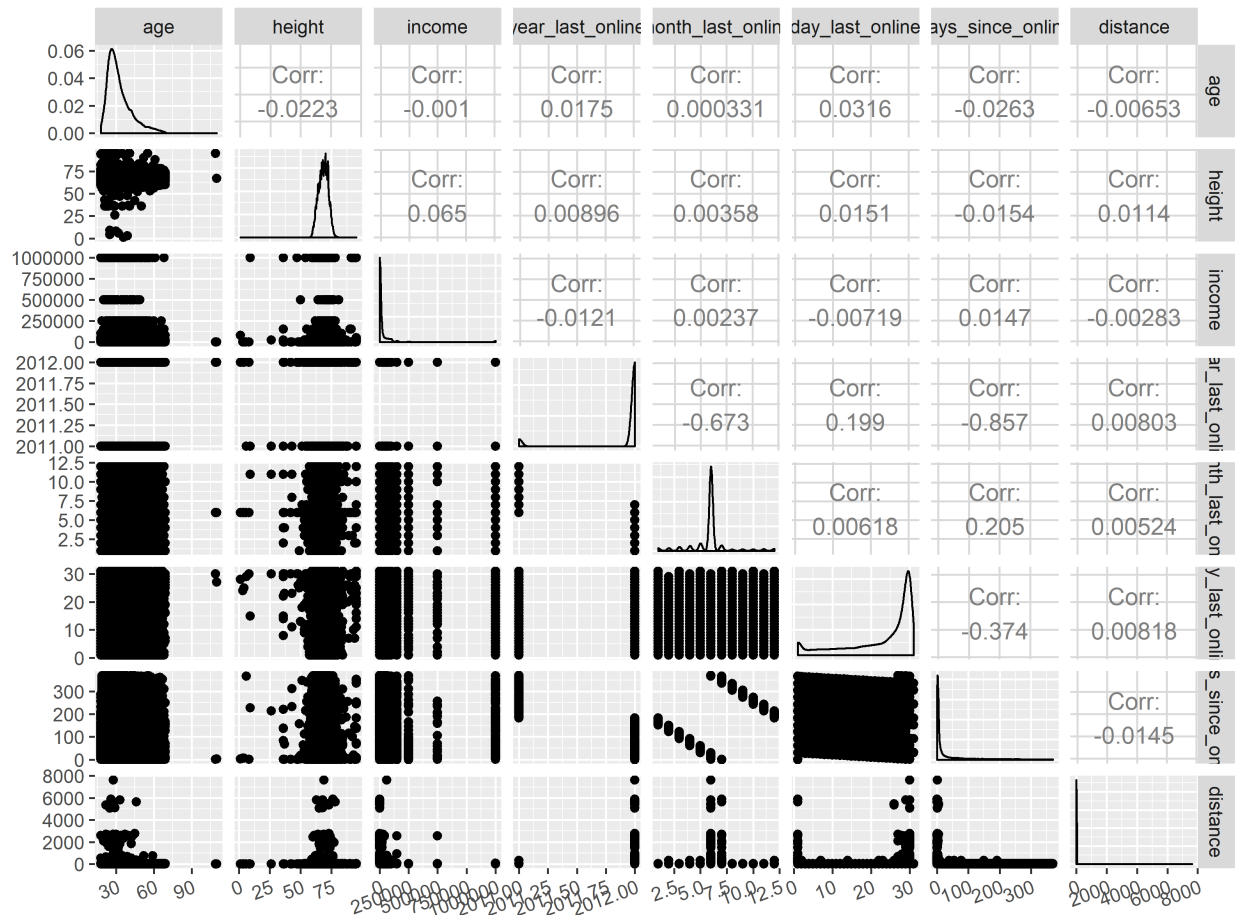 age height income year_last_online month_last_online day_last_online ays_since_onlin distance
0.06
0.04
0.02
0.00
Corr:
-0.0223
Corr:
-0.001
Corr:
0.0175
Corr:
0.000331
Corr:
0.0316
Corr:
-0.0263
Corr:
-0.00653
age
75
50
25
0
Corr:
0.065
Corr:
0.00896
Corr:
0.00358
Corr:
0.0151
Corr:
-0.0154
Corr:
0.0114
height
1000000
750000
500000
250000
0
Corr:
-0.0121
Corr:
0.00237
Corr:
-0.00719
Corr:
0.0147
Corr:
-0.00283
income
2012.00
2011.75
2011.50
2011.25
2011.00
Corr:
-0.673
Corr:
0.199
Corr:
-0.857
Corr:
0.00803
ar_last_onli
12.5
10.0
7.5
5.0
2.5
Corr:
0.00618
Corr:
0.205
Corr:
0.00524
nth_last_on
30
20
10
0
Corr:
-0.374
Corr:
0.00818
y_last_onli
300
200
100
0
Corr:
-0.0145
s_since_on
8000
6000
4000
2000
0
distance
30 60 90
0 25 50 75
2012.00
2.5 5.0 7.5 10.0 12.5
0 10 20 30
0 100 200 300
0 2000 4000 6000 8000